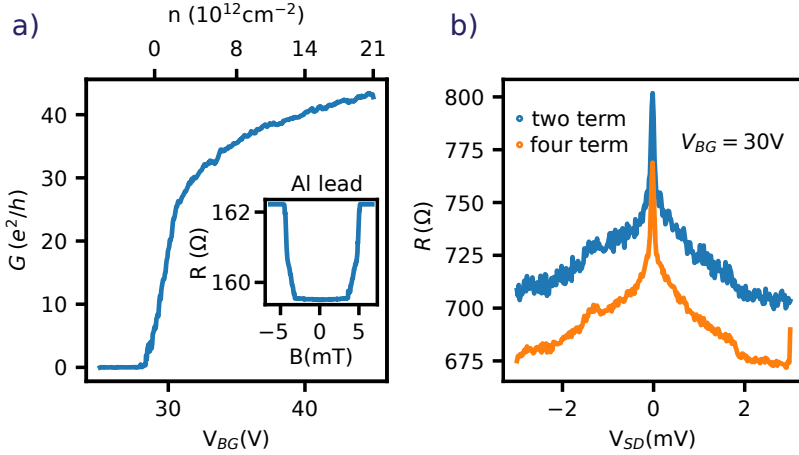 a)
n (10¹²cm⁻²)
0 7 14 21
G (e²/h)
40
30
20
10
0
30 40
V_BG(V)
Al lead
R (Ω)
162
160
−5 0 5
B(mT)
b)
two term
four term
V_BG = 30V
R (Ω)
800
775
750
725
700
675
−2 0 2
V_SD(mV)